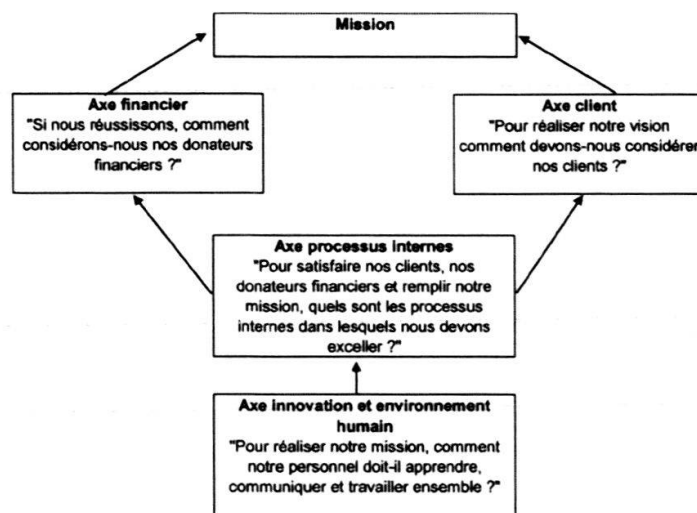 Mission
Axe financier
"Si nous réussissons, comment
considérons-nous nos donateurs
financiers ?"
Axe client
"Pour réaliser notre vision
comment devons-nous considérer
nos clients ?"
Axe processus internes
"Pour satisfaire nos clients, nos
donateurs financiers et remplir notre
mission, quels sont les processus
internes dans lesquels nous devons
exceller ?"
Axe innovation et environnement
humain
"Pour réaliser notre mission, comment
notre personnel doit-il apprendre,
communiquer et travailler ensemble ?"